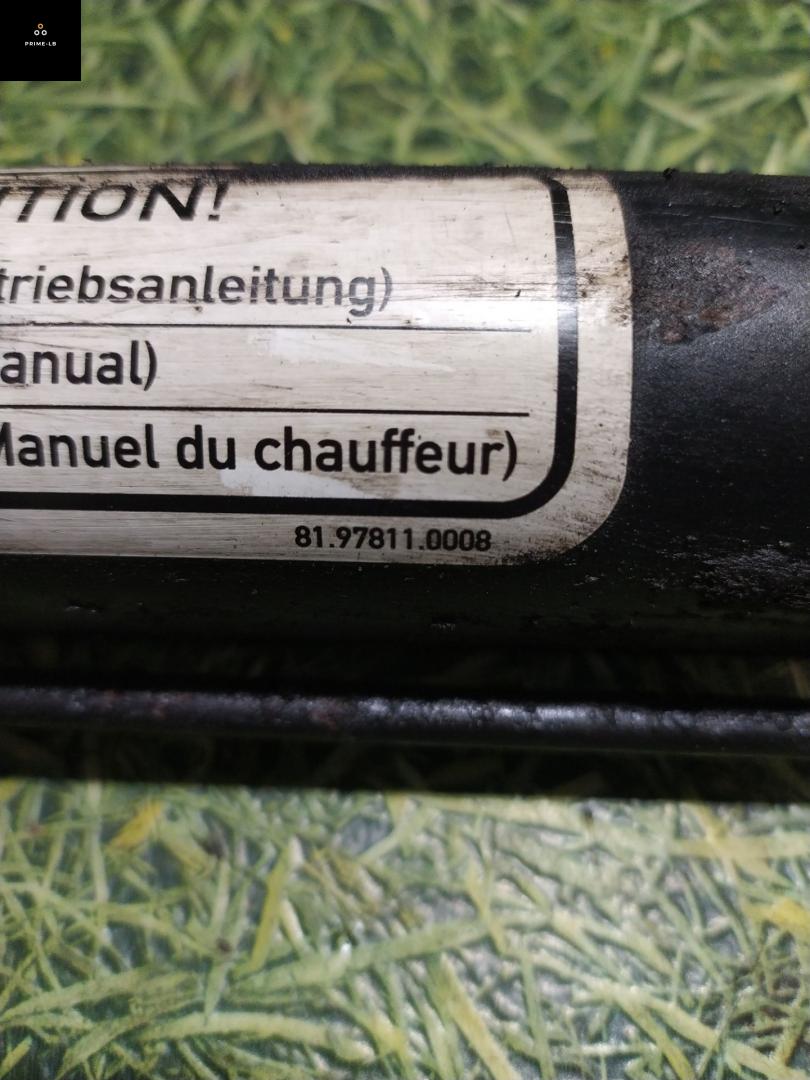 PRIME-LB
TION!
triebsanleitung)
anual)
Manuel du chauffeur)
81.97811.0008